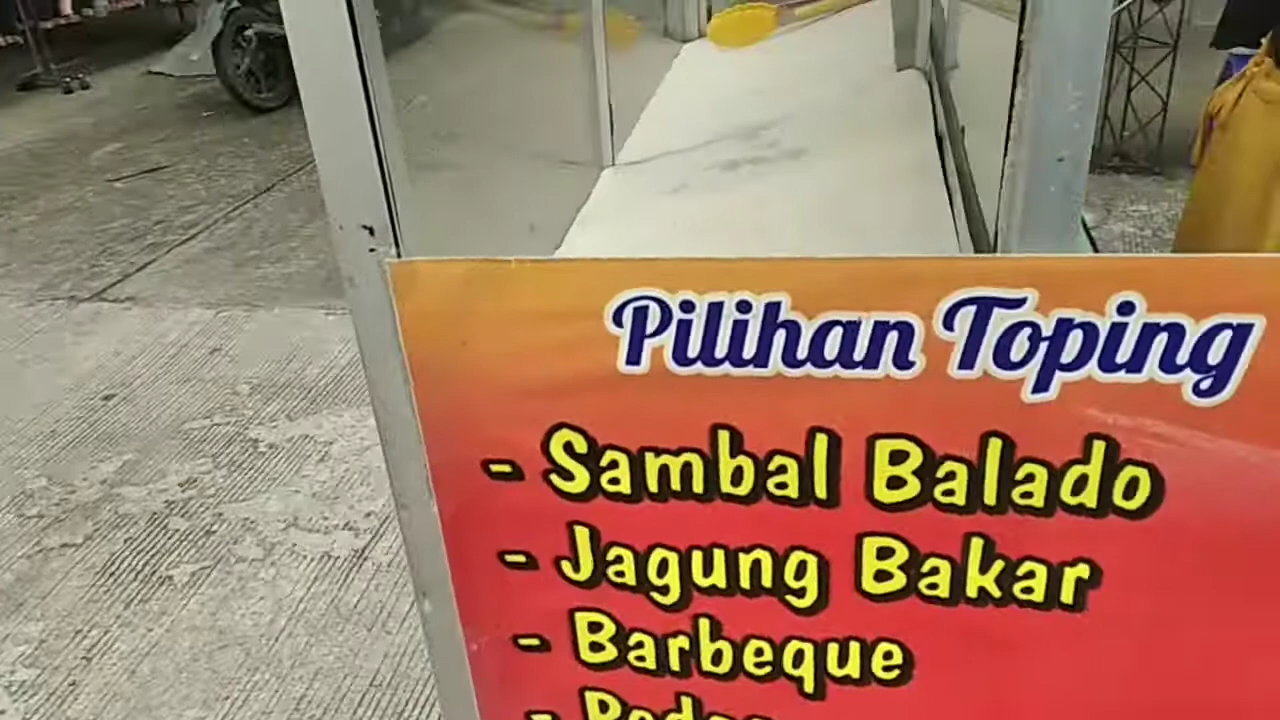 Pilihan Toping
- Sambal Balado
- Jagung Bakar
- Barbeque